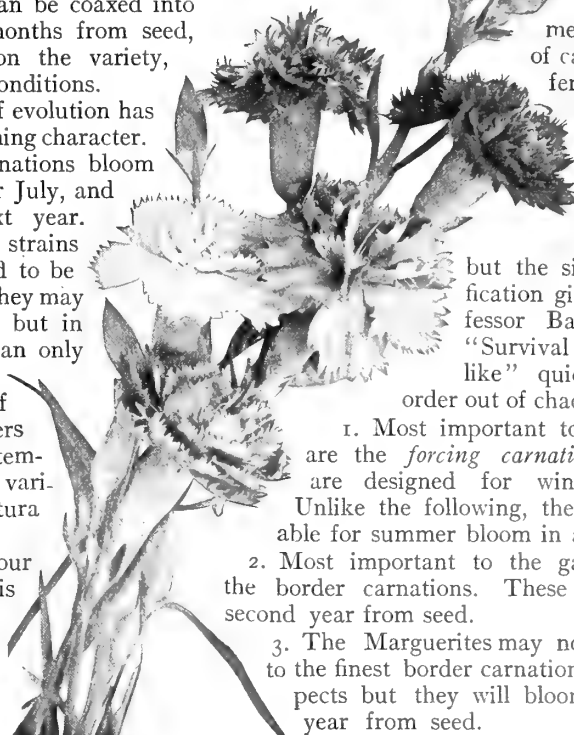 an be coaxed into
months from seed,
on the variety,
onditions.
f evolution has
ning character.
nations bloom
r July, and
xt year.
strains
d to be
hey may
but in
an only
f
ers
tem-
vari-
tura
our
is
me
of ca
fer
but the si
fication gi
fessor Ba
“Survival
like” quic
order out of chao
1. Most important to
are the forcing carnati
are designed for win
Unlike the following, the
able for summer bloom in a
2. Most important to the ga
the border carnations. These
second year from seed.
3. The Marguerites may no
to the finest border carnation
pects but they will bloom
year from seed.